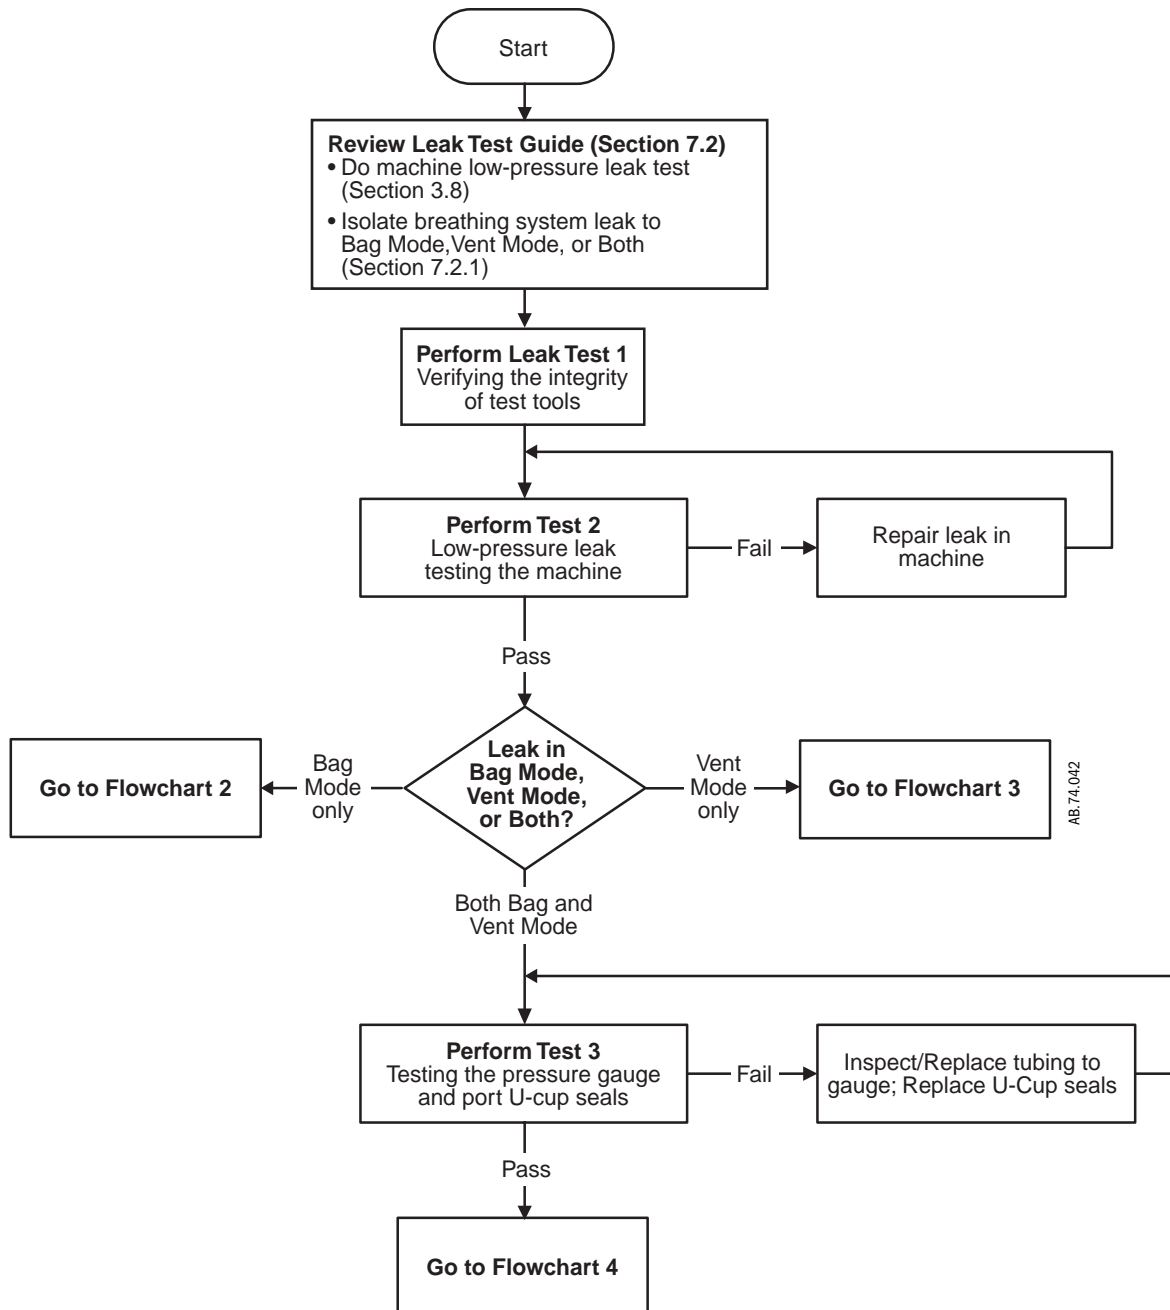 Start
Review Leak Test Guide (Section 7.2)
• Do machine low-pressure leak test
(Section 3.8)
• Isolate breathing system leak to
Bag Mode,Vent Mode, or Both
(Section 7.2.1)
Perform Leak Test 1
Verifying the integrity
of test tools
Perform Test 2
Low-pressure leak
testing the machine
Fail
Repair leak in
machine
Pass
Leak in
Bag Mode,
Vent Mode,
or Both?
Bag
Mode
only
Go to Flowchart 2
Vent
Mode
only
Go to Flowchart 3
AB.74.042
Both Bag and
Vent Mode
Perform Test 3
Testing the pressure gauge
and port U-cup seals
Fail
Inspect/Replace tubing to
gauge; Replace U-Cup seals
Pass
Go to Flowchart 4